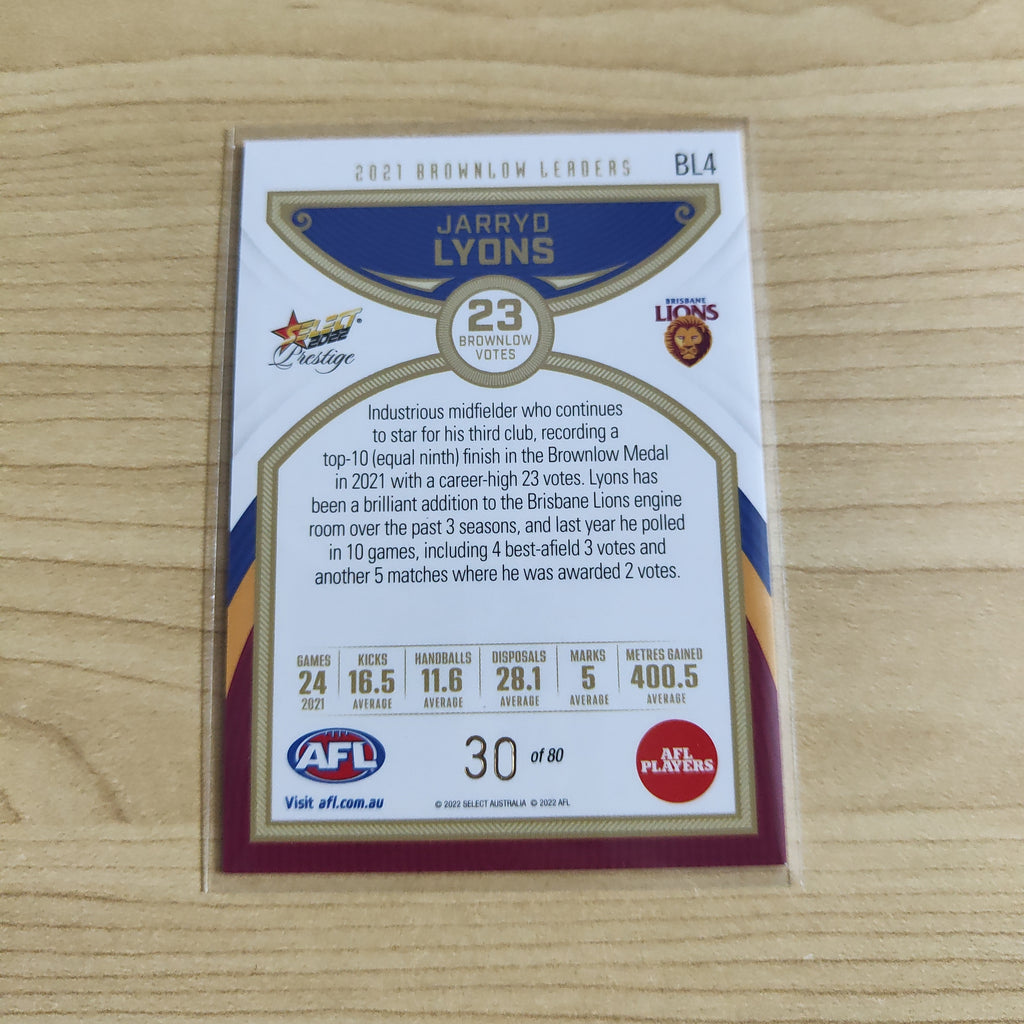 2021 BROWNLOW LEADERS
BL4
JARRYD
LYONS
23
BROWNLOW
VOTES
SELECT
2022
Prestige
BRISBANE
LIONS
Industrious midfielder who continues
to star for his third club, recording a
top-10 (equal ninth) finish in the Brownlow Medal
in 2021 with a career-high 23 votes. Lyons has
been a brilliant addition to the Brisbane Lions engine
room over the past 3 seasons, and last year he polled
in 10 games, including 4 best-afield 3 votes and
another 5 matches where he was awarded 2 votes.
GAMES KICKS HANDBALLS DISPOSALS MARKS METRES GAINED
24 16.5 11.6 28.1 5 400.5
2021 AVERAGE AVERAGE AVERAGE AVERAGE AVERAGE
AFL
Visit afl.com.au
30 of 80
© 2022 SELECT AUSTRALIA © 2022 AFL
AFL
PLAYERS